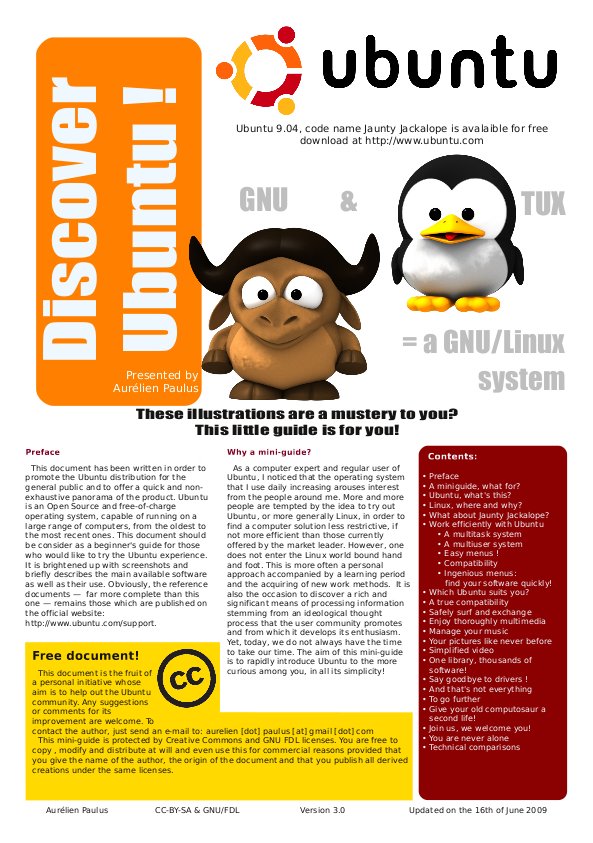 Discover
Ubuntu !
Presented by
Aurélien Paulus
ubuntu
Ubuntu 9.04, code name Jaunty Jackalope is avalaible for free
download at http://www.ubuntu.com
GNU & TUX
= a GNU/Linux
system
These illustrations are a mustery to you?
This little guide is for you!
Preface
This document has been written in order to
promote the Ubuntu distribution for the
general public and to offer a quick and non-
exhaustive panorama of the product. Ubuntu
is an Open Source and free-of-charge
operating system, capable of running on a
large range of computers, from the oldest to
the most recent ones. This document should
be consider as a beginner's guide for those
who would like to try the Ubuntu experience.
It is brightened up with screenshots and
briefly describes the main available software
as well as their use. Obviously, the reference
documents — far more complete than this
one — remains those which are published on
the official website:
http://www.ubuntu.com/support.
Why a mini-guide?
As a computer expert and regular user of
Ubuntu, I noticed that the operating system
that I use daily increasing arouses interest
from the people around me. More and more
people are tempted by the idea to try out
Ubuntu, or more generally Linux, in order to
find a computer solution less restrictive, if
not more efficient than those currently
offered by the market leader. However, one
does not enter the Linux world bound hand
and foot. This is more often a personal
approach accompanied by a learning period
and the acquiring of new work methods. It is
also the occasion to discover a rich and
significant means of processing information
stemming from an ideological thought
process that the user community promotes
and from which it develops its enthusiasm.
Yet, today, we do not always have the time
to take our time. The aim of this mini-guide
is to rapidly introduce Ubuntu to the more
curious among you, in all its simplicity!
Free document!
cc
This document is the fruit of
a personal initiative whose
aim is to help out the Ubuntu
community. Any suggestions
or comments for its
improvement are welcome. To
contact the author, just send an e-mail to: aurelien [dot] paulus [at] gmail [dot] com
This mini-guide is protected by Creative Commons and GNU FDL licenses. You are free to
copy , modify and distribute at will and even use this for commercial reasons provided that
you give the name of the author, the origin of the document and that you publish all derived
creations under the same licenses.
Contents:
• Preface
• A miniguide, what for?
• Ubuntu, what's this?
• Linux, where and why?
• What about Jaunty Jackalope?
• Work efficiently with Ubuntu
• A multitask system
• A multiuser system
• Easy menus !
• Compatibility
• Ingenious menus:
find your software quickly!
• Which Ubuntu suits you?
• A true compatibility
• Safely surf and exchange
• Enjoy thoroughly multimedia
• Manage your music
• Your pictures like never before
• Simplified video
• One library, thousands of
software!
• Say goodbye to drivers !
• And that's not everything
• To go further
• Give your old computosaur a
second life!
• Join us, we welcome you!
• You are never alone
• Technical comparisons
Aurélien Paulus CC-BY-SA & GNU/FDL Version 3.0 Updated on the 16th of June 2009